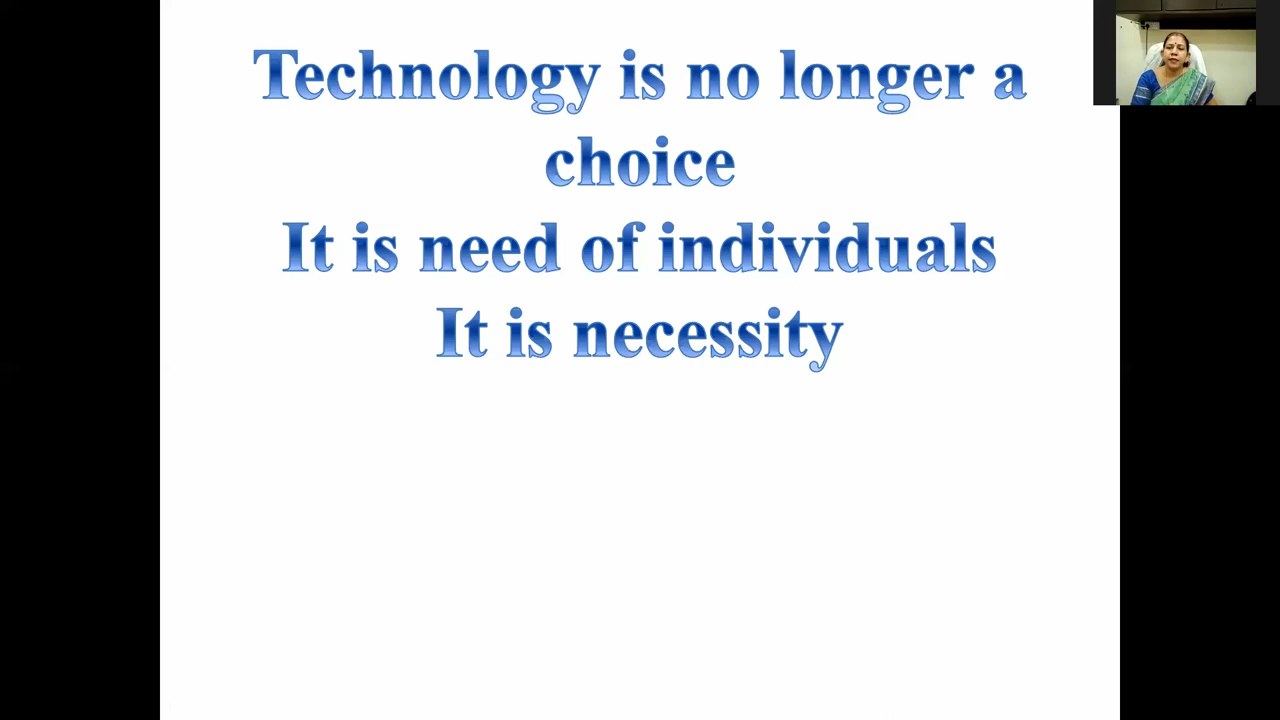 Technology is no longer a
choice
It is need of individuals
It is necessity